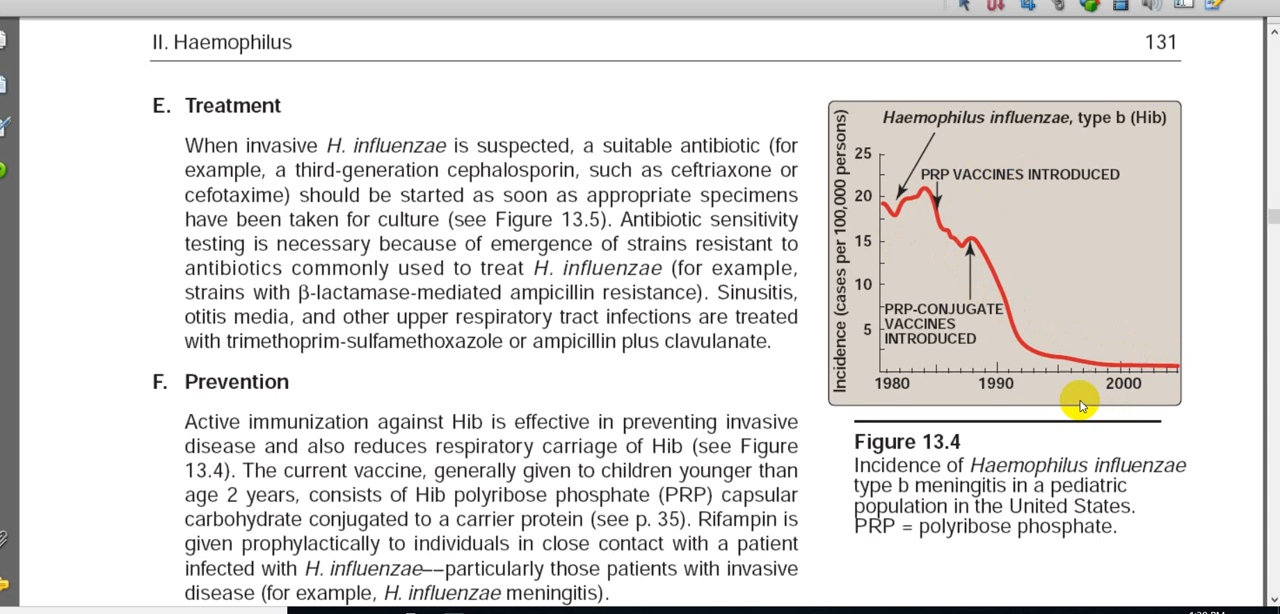 II. Haemophilus
131
E. Treatment
When invasive H. influenzae is suspected, a suitable antibiotic (for
example, a third-generation cephalosporin, such as ceftriaxone or
cefotaxime) should be started as soon as appropriate specimens
have been taken for culture (see Figure 13.5). Antibiotic sensitivity
testing is necessary because of emergence of strains resistant to
antibiotics commonly used to treat H. influenzae (for example,
strains with β-lactamase-mediated ampicillin resistance). Sinusitis,
otitis media, and other upper respiratory tract infections are treated
with trimethoprim-sulfamethoxazole or ampicillin plus clavulanate.
F. Prevention
Active immunization against Hib is effective in preventing invasive
disease and also reduces respiratory carriage of Hib (see Figure
13.4). The current vaccine, generally given to children younger than
age 2 years, consists of Hib polyribose phosphate (PRP) capsular
carbohydrate conjugated to a carrier protein (see p. 35). Rifampin is
given prophylactically to individuals in close contact with a patient
infected with H. influenzae—particularly those patients with invasive
disease (for example, H. influenzae meningitis).
Haemophilus influenzae, type b (Hib)
Incidence (cases per 100,000 persons)
25
PRP VACCINES INTRODUCED
20
15
10
PRP-CONJUGATE
VACCINES
INTRODUCED
5
1980 1990 2000
Figure 13.4
Incidence of Haemophilus influenzae
type b meningitis in a pediatric
population in the United States.
PRP = polyribose phosphate.